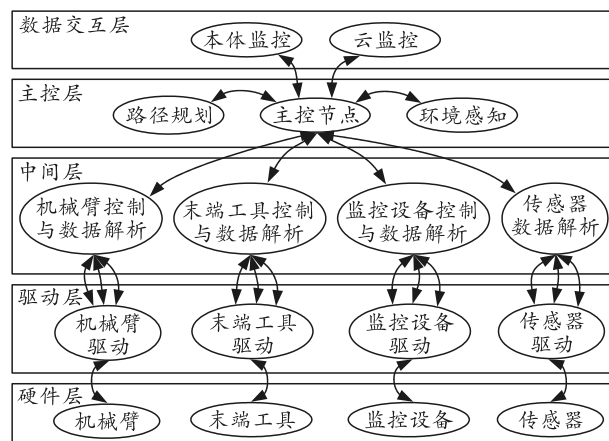 数据交互层
本体监控
云监控
主控层
路径规划
主控节点
环境感知
中间层
机械臂控制
与数据解析
末端工具控制
与数据解析
监控设备控制
与数据解析
传感器
数据解析
驱动层
机械臂
驱动
末端工具
驱动
监控设备
驱动
传感器
驱动
硬件层
机械臂
末端工具
监控设备
传感器